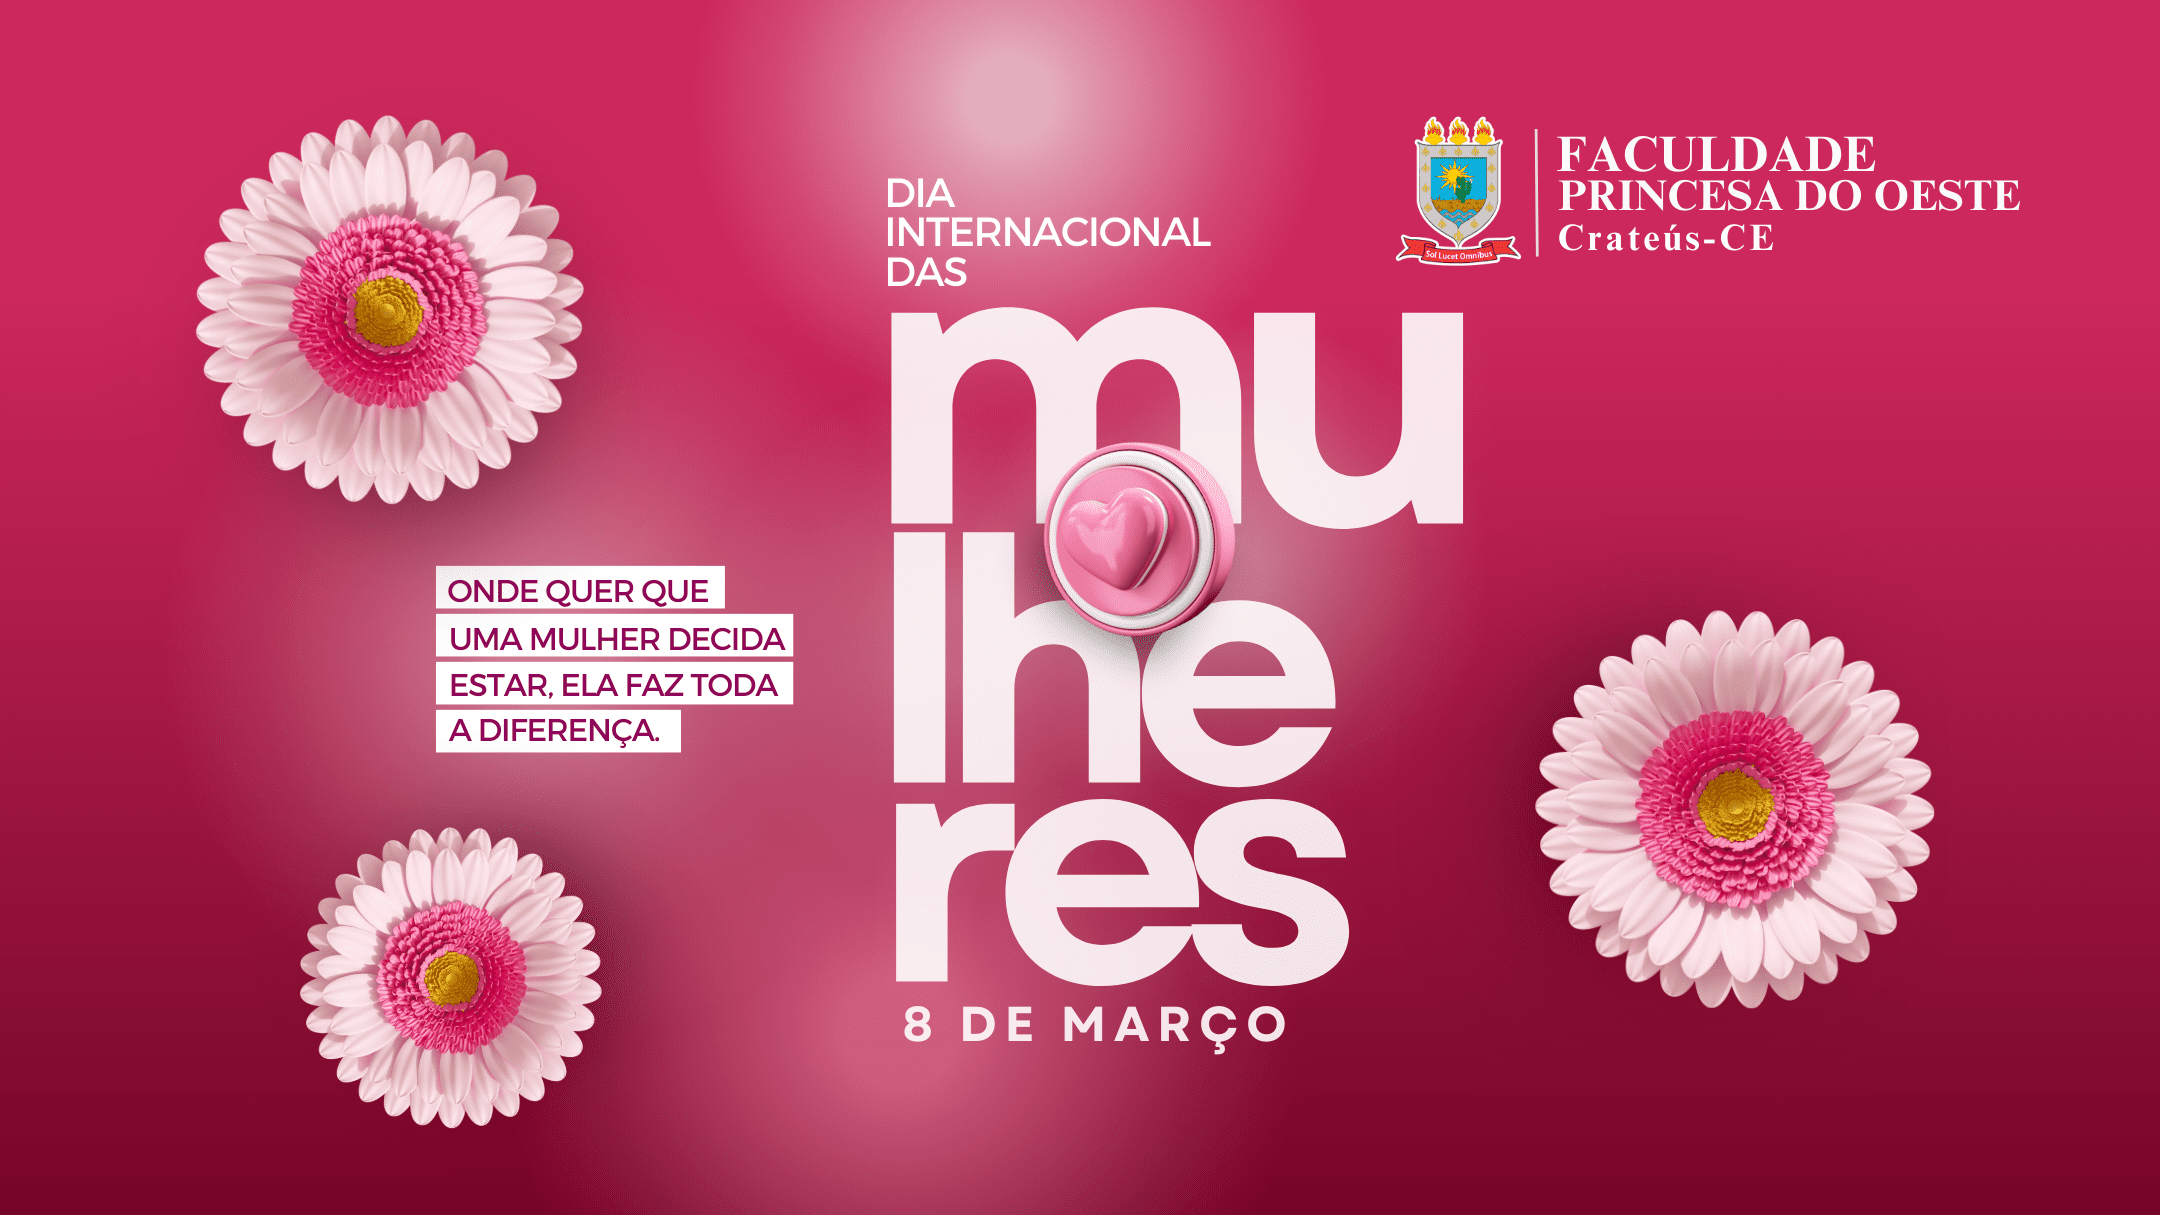 FACULDADE
PRINCESA DO OESTE
Crateús-CE
Sol Lucet Omnibus
DIA
INTERNACIONAL
DAS
mu
lhe
res
8 DE MARÇO
ONDE QUER QUE
UMA MULHER DECIDA
ESTAR, ELA FAZ TODA
A DIFERENÇA.